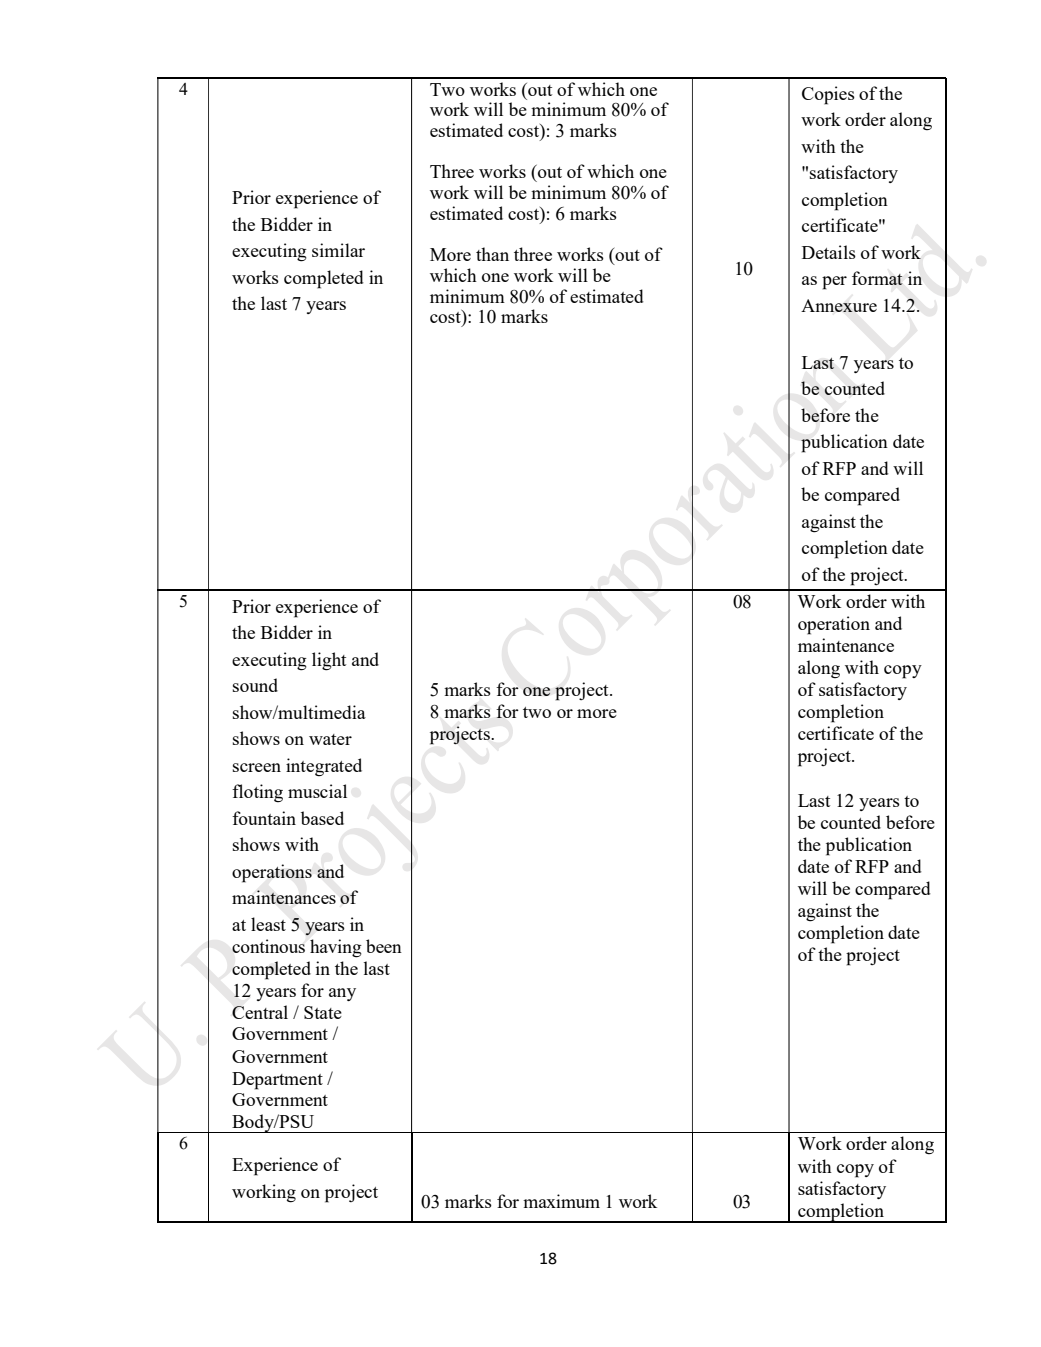 4
Prior experience of
the Bidder in
executing similar
works completed in
the last 7 years
Two works (out of which one
work will be minimum 80% of
estimated cost): 3 marks
Three works (out of which one
work will be minimum 80% of
estimated cost): 6 marks
More than three works (out of
which one work will be
minimum 80% of estimated
cost): 10 marks
10
Copies of the
work order along
with the
"satisfactory
completion
certificate"
Details of work
as per format in
Annexure 14.2.
Last 7 years to
be counted
before the
publication date
of RFP and will
be compared
against the
completion date
of the project.
5
Prior experience of
the Bidder in
executing light and
sound
show/multimedia
shows on water
screen integrated
floting muscial
fountain based
shows with
operations and
maintenances of
at least 5 years in
continous having been
completed in the last
12 years for any
Central / State
Government /
Government
Department /
Government
Body/PSU
5 marks for one project.
8 marks for two or more
projects.
08
Work order with
operation and
maintenance
along with copy
of satisfactory
completion
certificate of the
project.
Last 12 years to
be counted before
the publication
date of RFP and
will be compared
against the
completion date
of the project
6
Experience of
working on project
03 marks for maximum 1 work
03
Work order along
with copy of
satisfactory
completion
U. P. Projects Corporation Ltd.
18